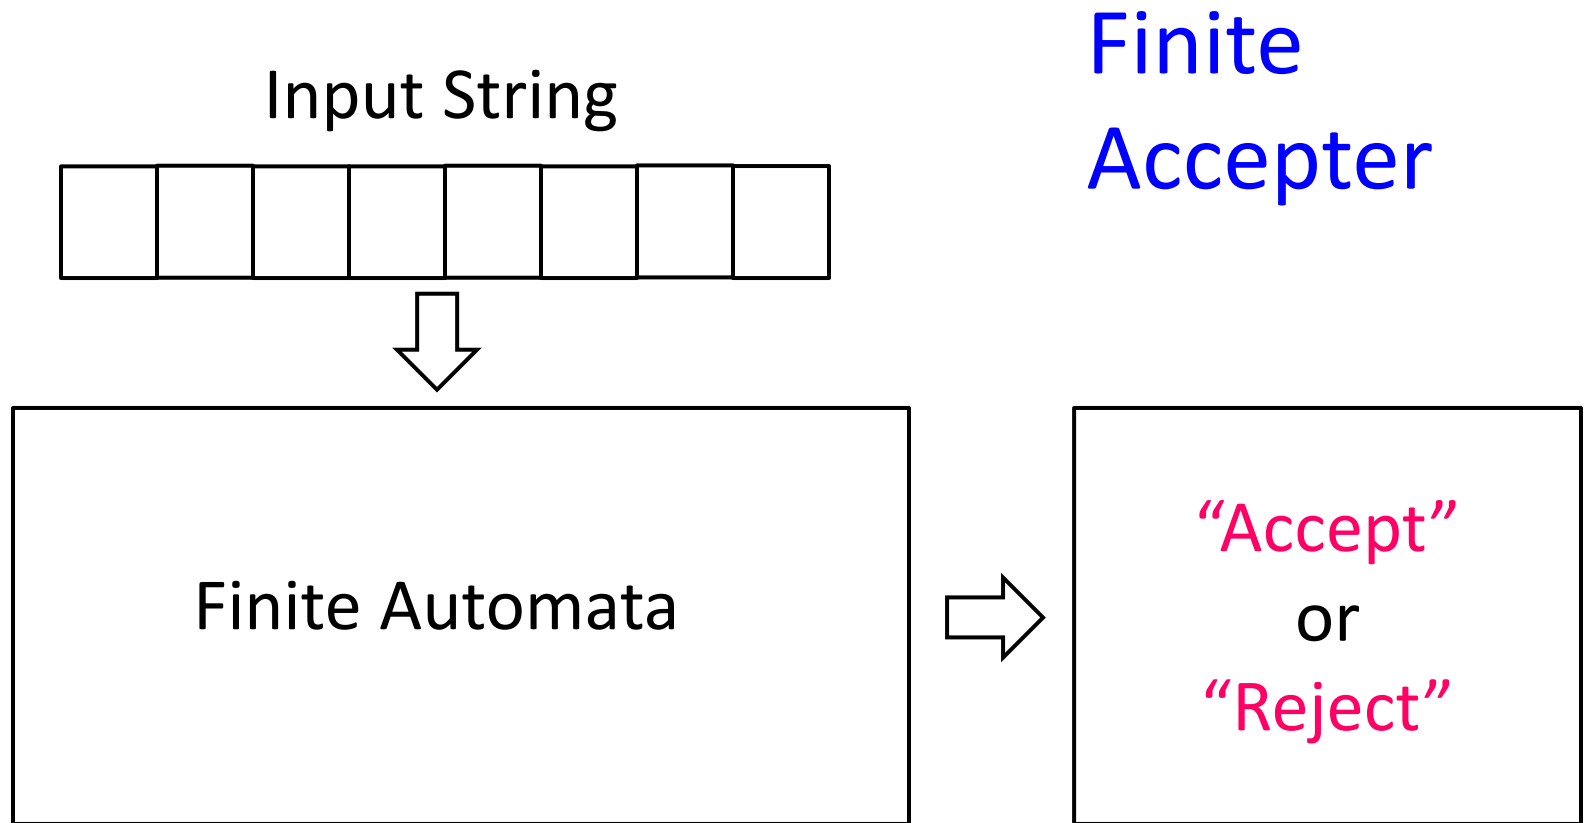 Finite
Accepter
Input String
Finite Automata
“Accept”
or
“Reject”